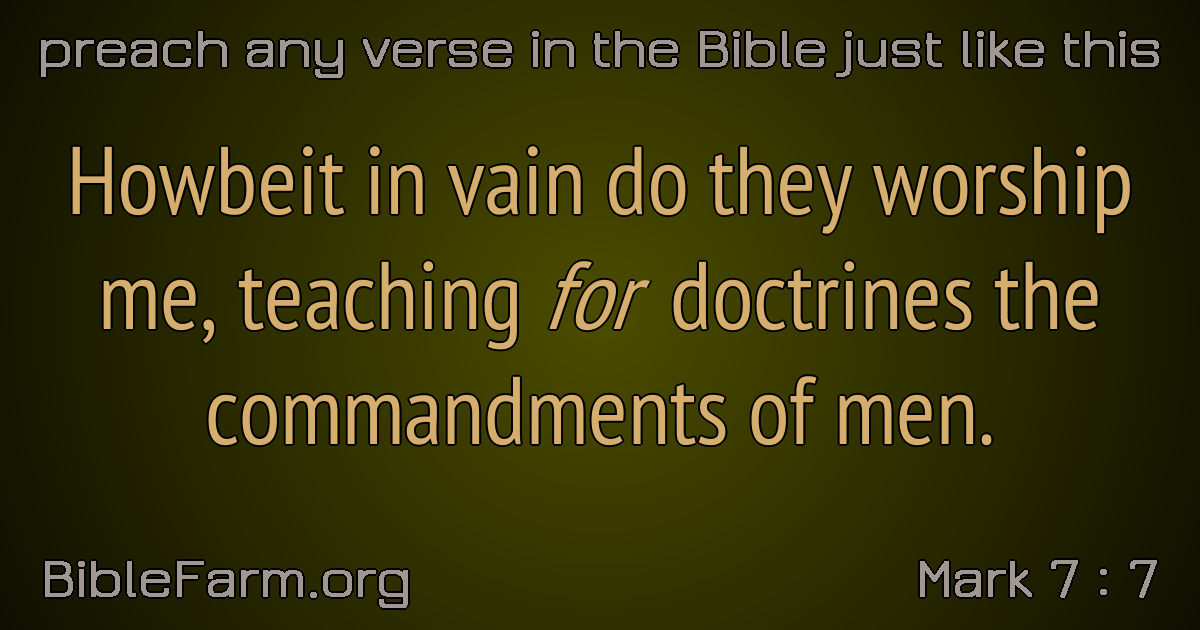 preach any verse in the Bible just like this
Howbeit in vain do they worship
me, teaching for doctrines the
commandments of men.
BibleFarm.org
Mark 7 : 7